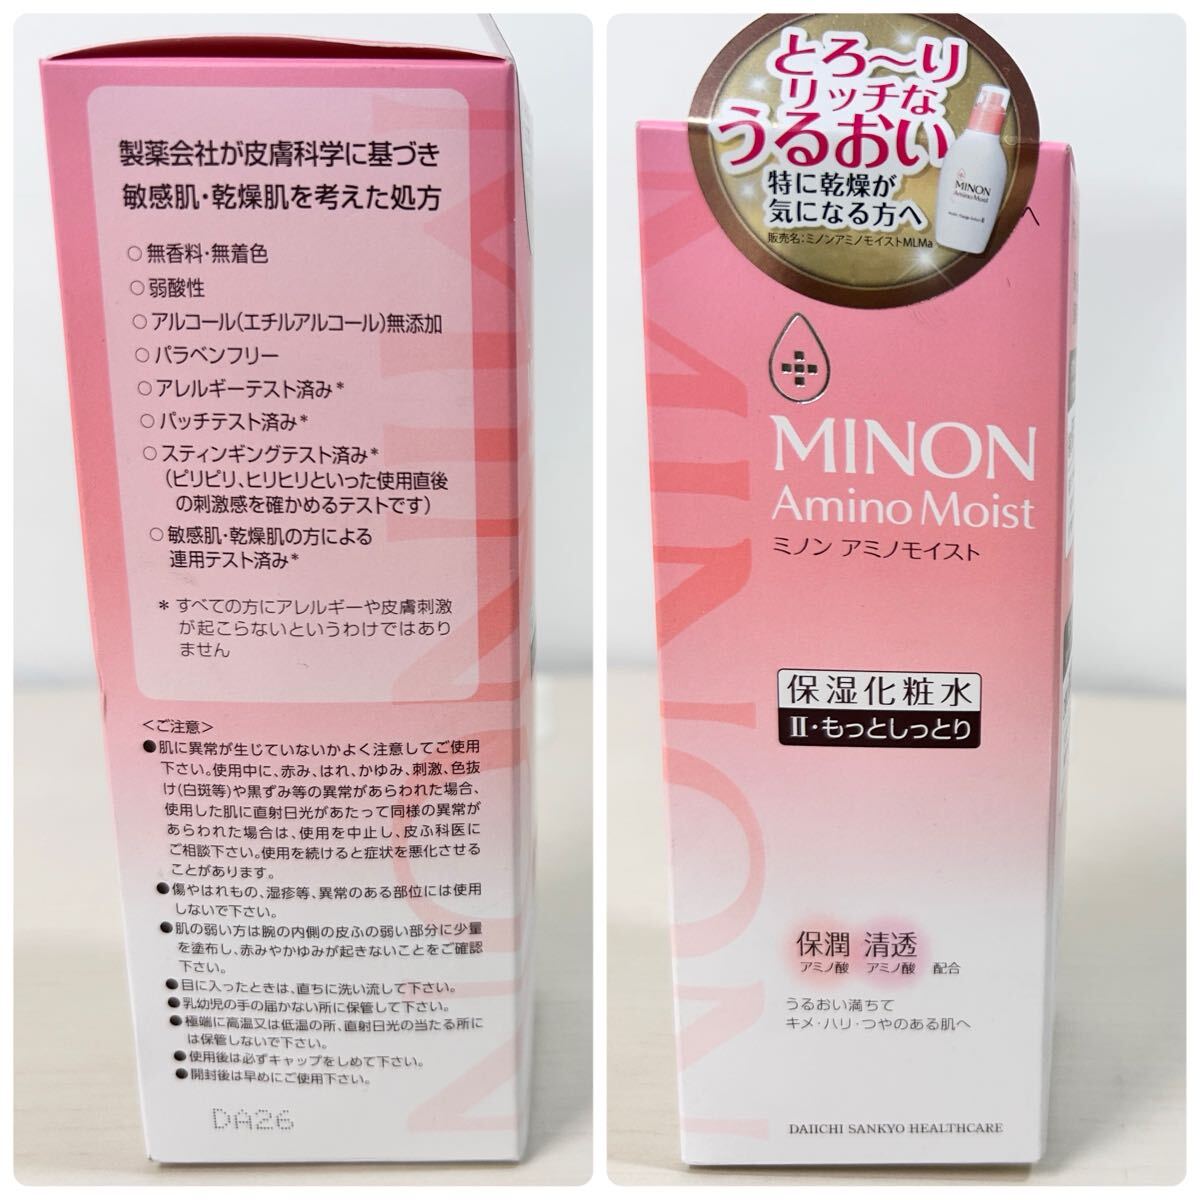 製薬会社が皮膚科学に基づき
敏感肌・乾燥肌を考えた処方
○ 無香料・無着色
○ 弱酸性
○ アルコール(エチルアルコール)無添加
○ パラベンフリー
○ アレルギーテスト済み*
○ パッチテスト済み*
○ スティンギングテスト済み*
(ピリピリ、ヒリヒリといった使用直後
の刺激感を確かめるテストです)
○ 敏感肌・乾燥肌の方による
連用テスト済み*
* すべての方にアレルギーや皮膚刺激
が起こらないというわけではあり
ません
<ご注意>
●肌に異常が生じていないかよく注意してご使用
下さい。使用中に、赤み、はれ、かゆみ、刺激、色抜
け(白斑等)や黒ずみ等の異常があらわれた場合、
使用した肌に直射日光があたって同様の異常が
あらわれた場合は、使用を中止し、皮ふ科医に
ご相談下さい。使用を続けると症状を悪化させる
ことがあります。
●傷やはれもの、湿疹等、異常のある部位には使用
しないで下さい。
●肌の弱い方は腕の内側の皮ふの弱い部分に少量
を塗布し、赤みやかゆみが起きないことをご確認
下さい。
●目に入ったときは、直ちに洗い流して下さい。
●乳幼児の手の届かない所に保管して下さい。
●極端に高温又は低温の所、直射日光の当たる所に
は保管しないで下さい。
●使用後は必ずキャップをしめて下さい。
●開封後は早めにご使用下さい。
DA26
MINON
とろ〜り
リッチな
うるおい
特に乾燥が
気になる方へ
販売名：ミノンアミノモイストMLMa
MINON
Amino Moist
へ
MINON
Amino Moist
ミノン アミノモイスト
保湿化粧水
II・もっとしっとり
保潤 清透
アミノ酸 アミノ酸 配合
うるおい満ちて
キメ・ハリ・つやのある肌へ
DAIICHI SANKYO HEALTHCARE
MINON